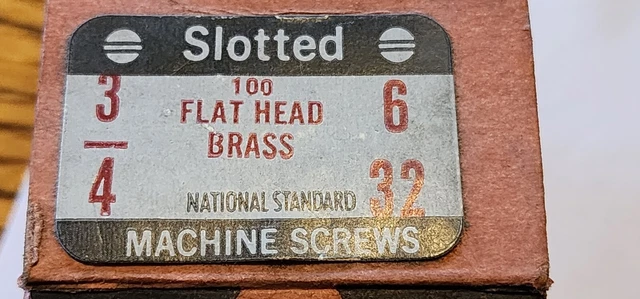 Slotted
3
4
100
FLAT HEAD
BRASS
NATIONAL STANDARD
6
32
MACHINE SCREWS